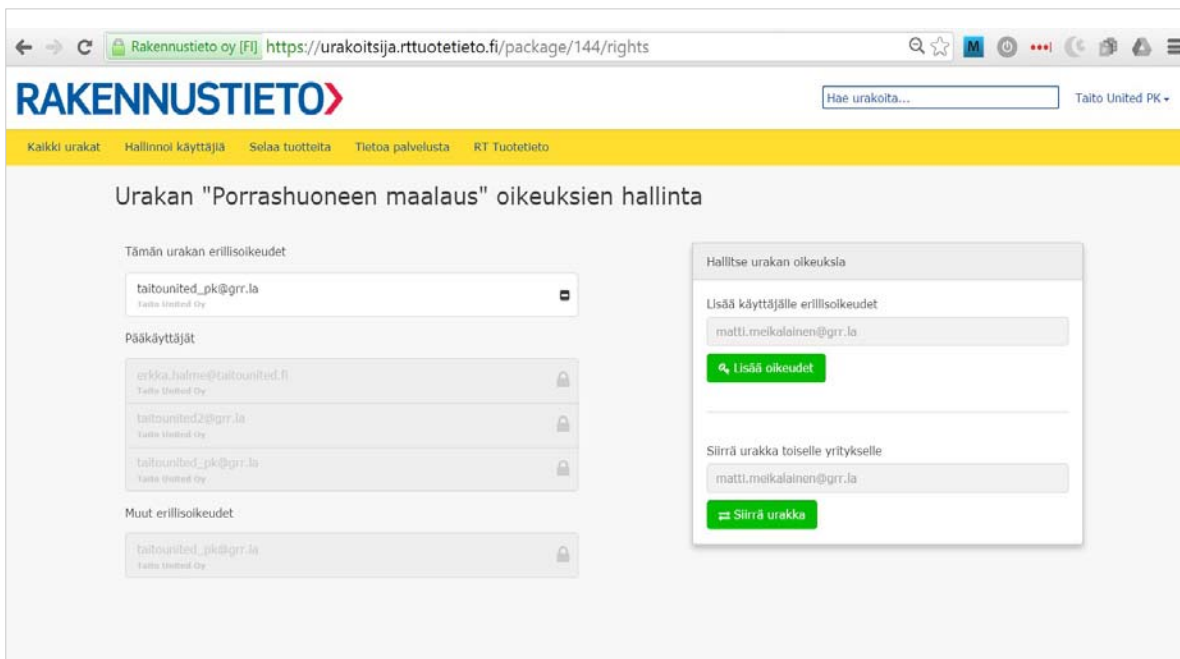 Rakennustieto oy [FI] https://urakoitsija.rttuotetieto.fi/package/144/rights
M
RAKENNUSTIETO
Hae urakoita...
Taito United PK
Kaikki urakat Hallinnoi käyttäjiä Selaa tuotteita Tietoa palvelusta RT Tuotetieto
Urakan "Porrashuoneen maalaus" oikeuksien hallinta
Tämän urakan erillisoikeudet
taitounited_pk@grr.la
Taito United Oy
Pääkäyttäjät
erkka.halme@taitounited.fi
Taito United Oy
taitounited2@grr.la
Taito United Oy
taitounited_pk@grr.la
Taito United Oy
Muut erillisoikeudet
taitounited_pk@grr.la
Taito United Oy
Hallitse urakan oikeuksia
Lisää käyttäjälle erillisoikeudet
matti.meikalainen@grr.la
Lisää oikeudet
Siirrä urakka toiselle yritykselle
matti.meikalainen@grr.la
Siirrä urakka